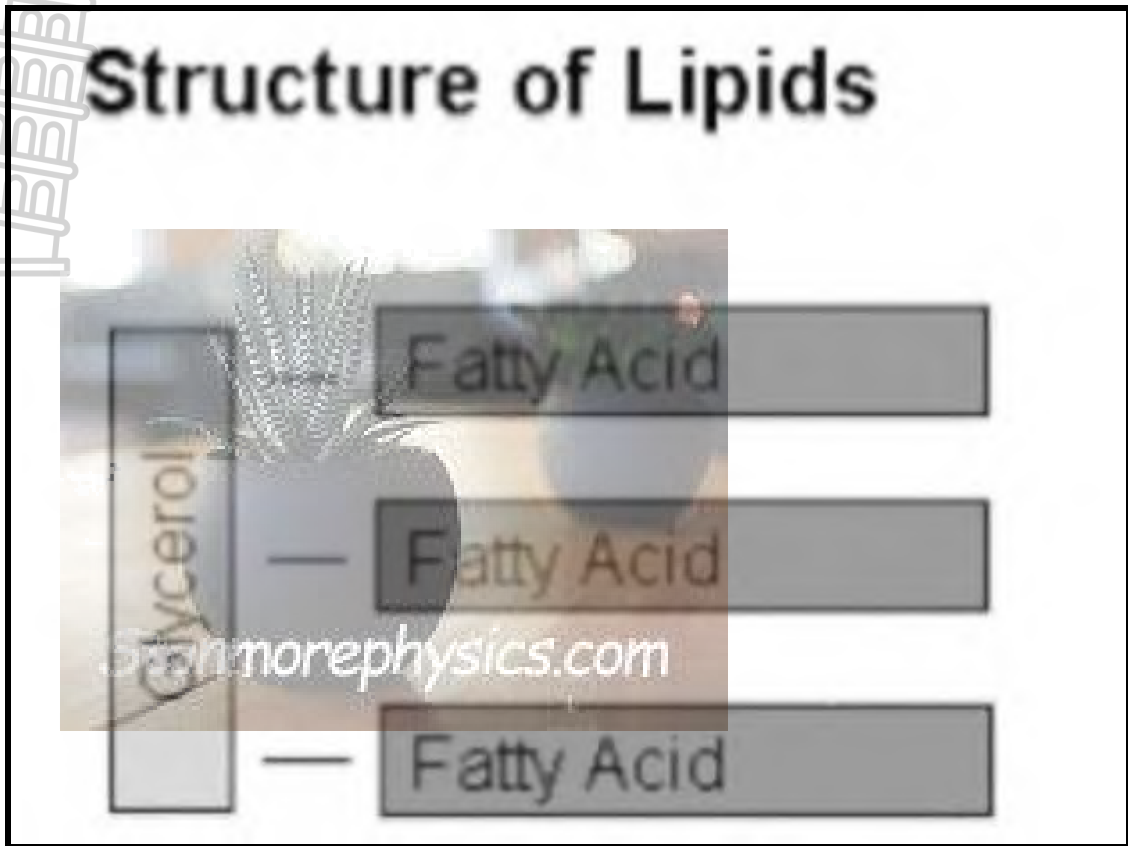 Structure of Lipids
Fatty Acid
Glycerol
Fatty Acid
Stanmorephysics.com
Fatty Acid